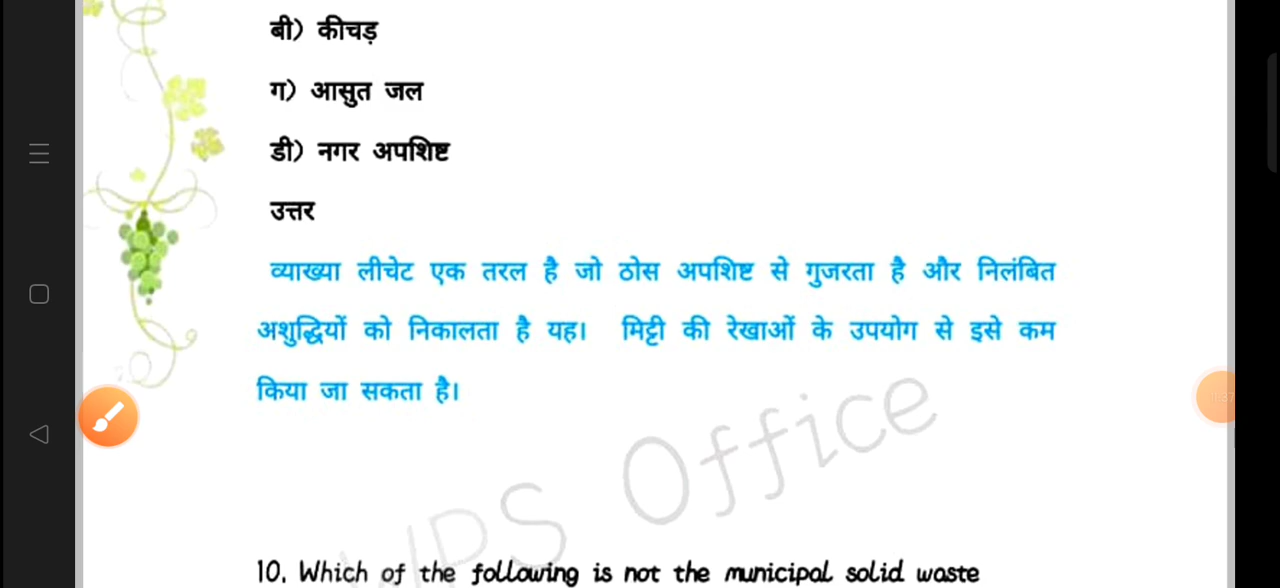 बी) कीचड़
ग) आसुत जल
डी) नगर अपशिष्ट
उत्तर
व्याख्या लीचेट एक तरल है जो ठोस अपशिष्ट से गुजरता है और निलंबित
अशुद्धियों को निकालता है यह। मिट्टी की रेखाओं के उपयोग से इसे कम
किया जा सकता है।
WPS Office
10. Which of the following is not the municipal solid waste